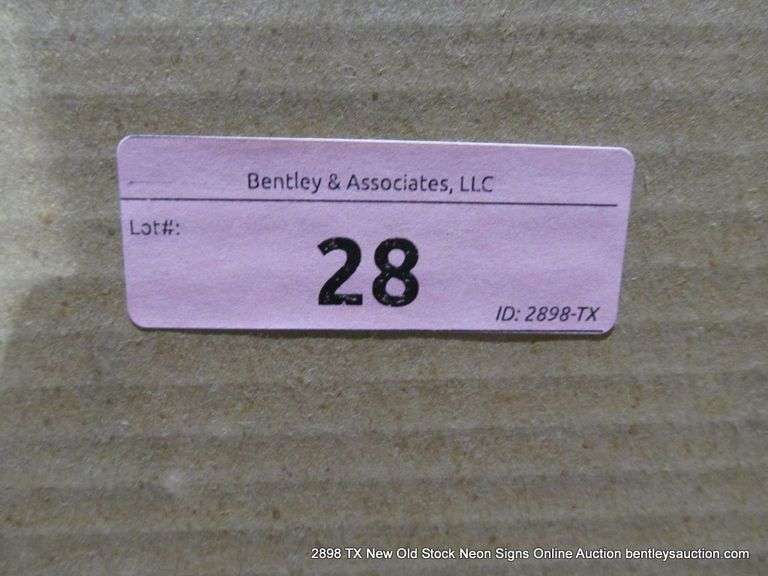 Bentley & Associates, LLC
Lot#:
28
ID: 2898-TX
2898 TX New Old Stock Neon Signs Online Auction bentleysauction.com